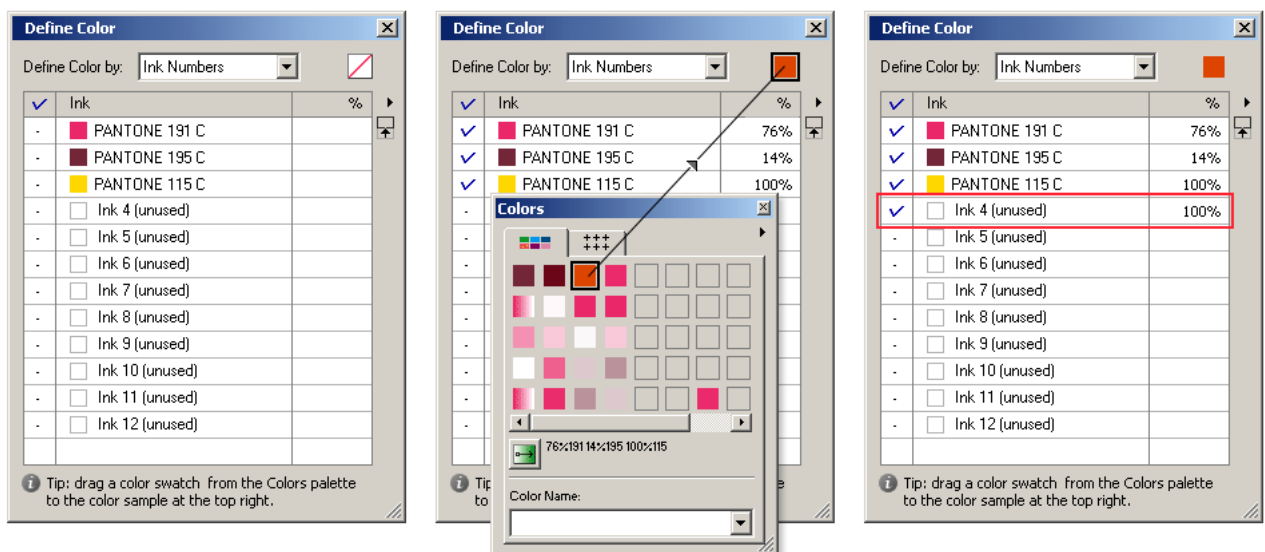 Define Color
Define Color by: Ink Numbers
Ink %
- PANTONE 191 C
- PANTONE 195 C
- PANTONE 115 C
- Ink 4 (unused)
- Ink 5 (unused)
- Ink 6 (unused)
- Ink 7 (unused)
- Ink 8 (unused)
- Ink 9 (unused)
- Ink 10 (unused)
- Ink 11 (unused)
- Ink 12 (unused)
Tip: drag a color swatch from the Colors palette
to the color sample at the top right.
Define Color
Define Color by: Ink Numbers
Ink %
PANTONE 191 C 76%
PANTONE 195 C 14%
PANTONE 115 C 100%
Colors
76%191 14%195 100%115
Color Name:
to
Define Color
Define Color by: Ink Numbers
Ink %
PANTONE 191 C 76%
PANTONE 195 C 14%
PANTONE 115 C 100%
Ink 4 (unused) 100%
- Ink 5 (unused)
- Ink 6 (unused)
- Ink 7 (unused)
- Ink 8 (unused)
- Ink 9 (unused)
- Ink 10 (unused)
- Ink 11 (unused)
- Ink 12 (unused)
Tip: drag a color swatch from the Colors palette
to the color sample at the top right.